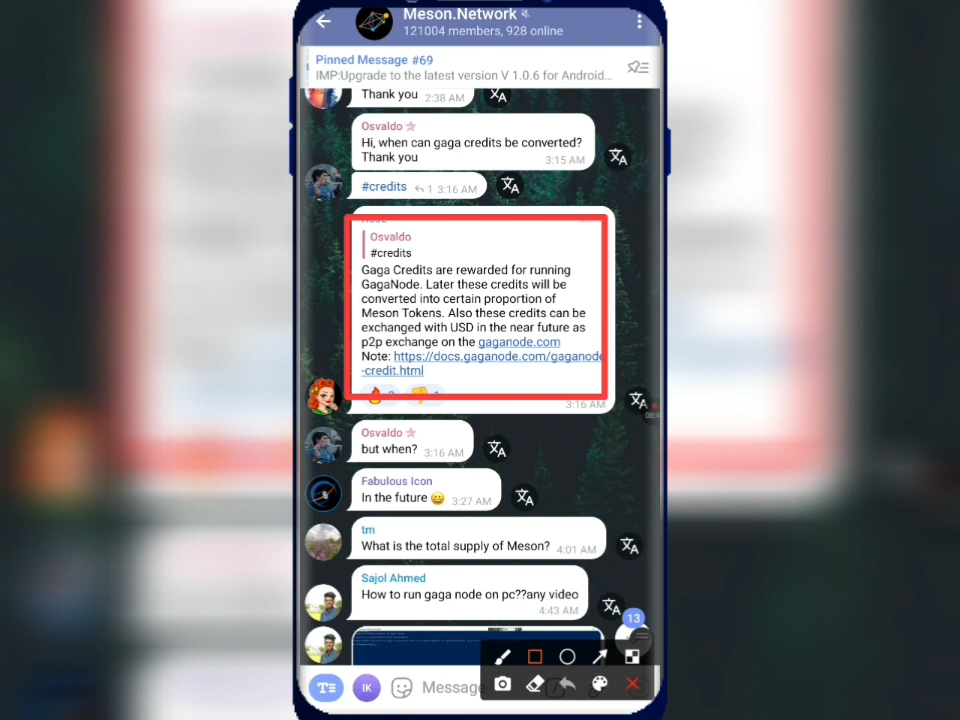 Meson.Network
121004 members, 928 online
Pinned Message #69
IMP:Upgrade to the latest version V 1.0.6 for Android...
Thank you 2:38 AM
Osvaldo
Hi, when can gaga credits be converted?
Thank you 3:15 AM
#credits 1 3:16 AM
Osvaldo
#credits
Gaga Credits are rewarded for running
GagaNode. Later these credits will be
converted into certain proportion of
Meson Tokens. Also these credits can be
exchanged with USD in the near future as
p2p exchange on the gaganode.com
Note: https://docs.gaganode.com/gaganode
-credit.html
3:16 AM
Osvaldo
but when? 3:16 AM
Fabulous Icon
In the future 😀 3:27 AM
tm
What is the total supply of Meson? 4:01 AM
Sajol Ahmed
How to run gaga node on pc??any video
4:43 AM
13
IK
Message